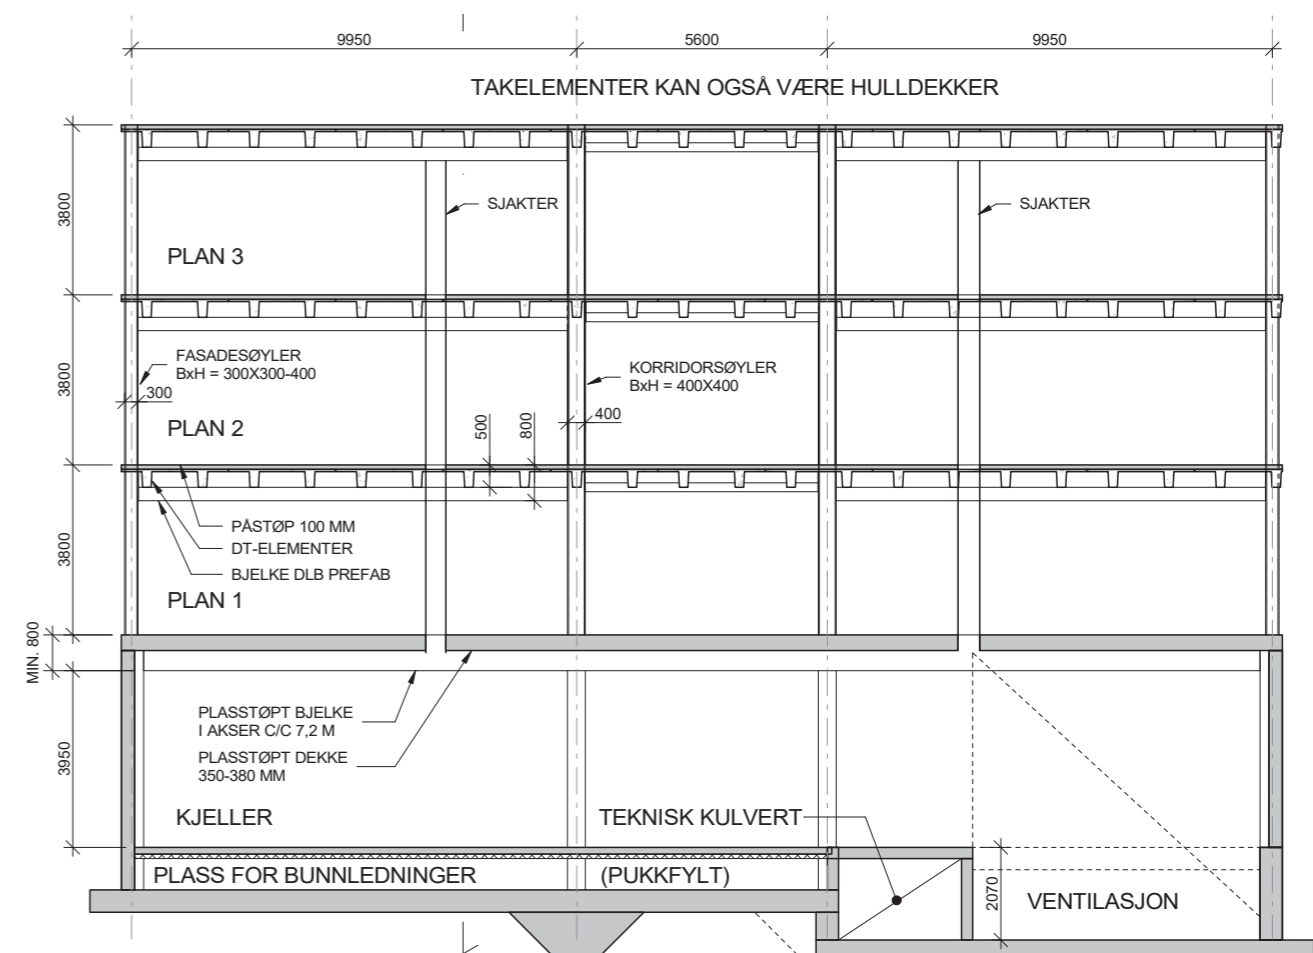 9950
5600
9950
TAKELEMENTER KAN OGSÅ VÆRE HULLDEKKER
3800
SJAKTER
SJAKTER
PLAN 3
3800
FASADESØYLER
BxH = 300X300-400
300
KORRIDORSØYLER
BxH = 400X400
400
500
800
PLAN 2
3800
PÅSTØP 100 MM
DT-ELEMENTER
BJELKE DLB PREFAB
PLAN 1
MIN. 800
PLASSTØPT BJELKE
I AKSER C/C 7,2 M
PLASSTØPT DEKKE
350-380 MM
3950
KJELLER
TEKNISK KULVERT
PLASS FOR BUNNLEDNINGER
(PUKKFYLT)
2070
VENTILASJON